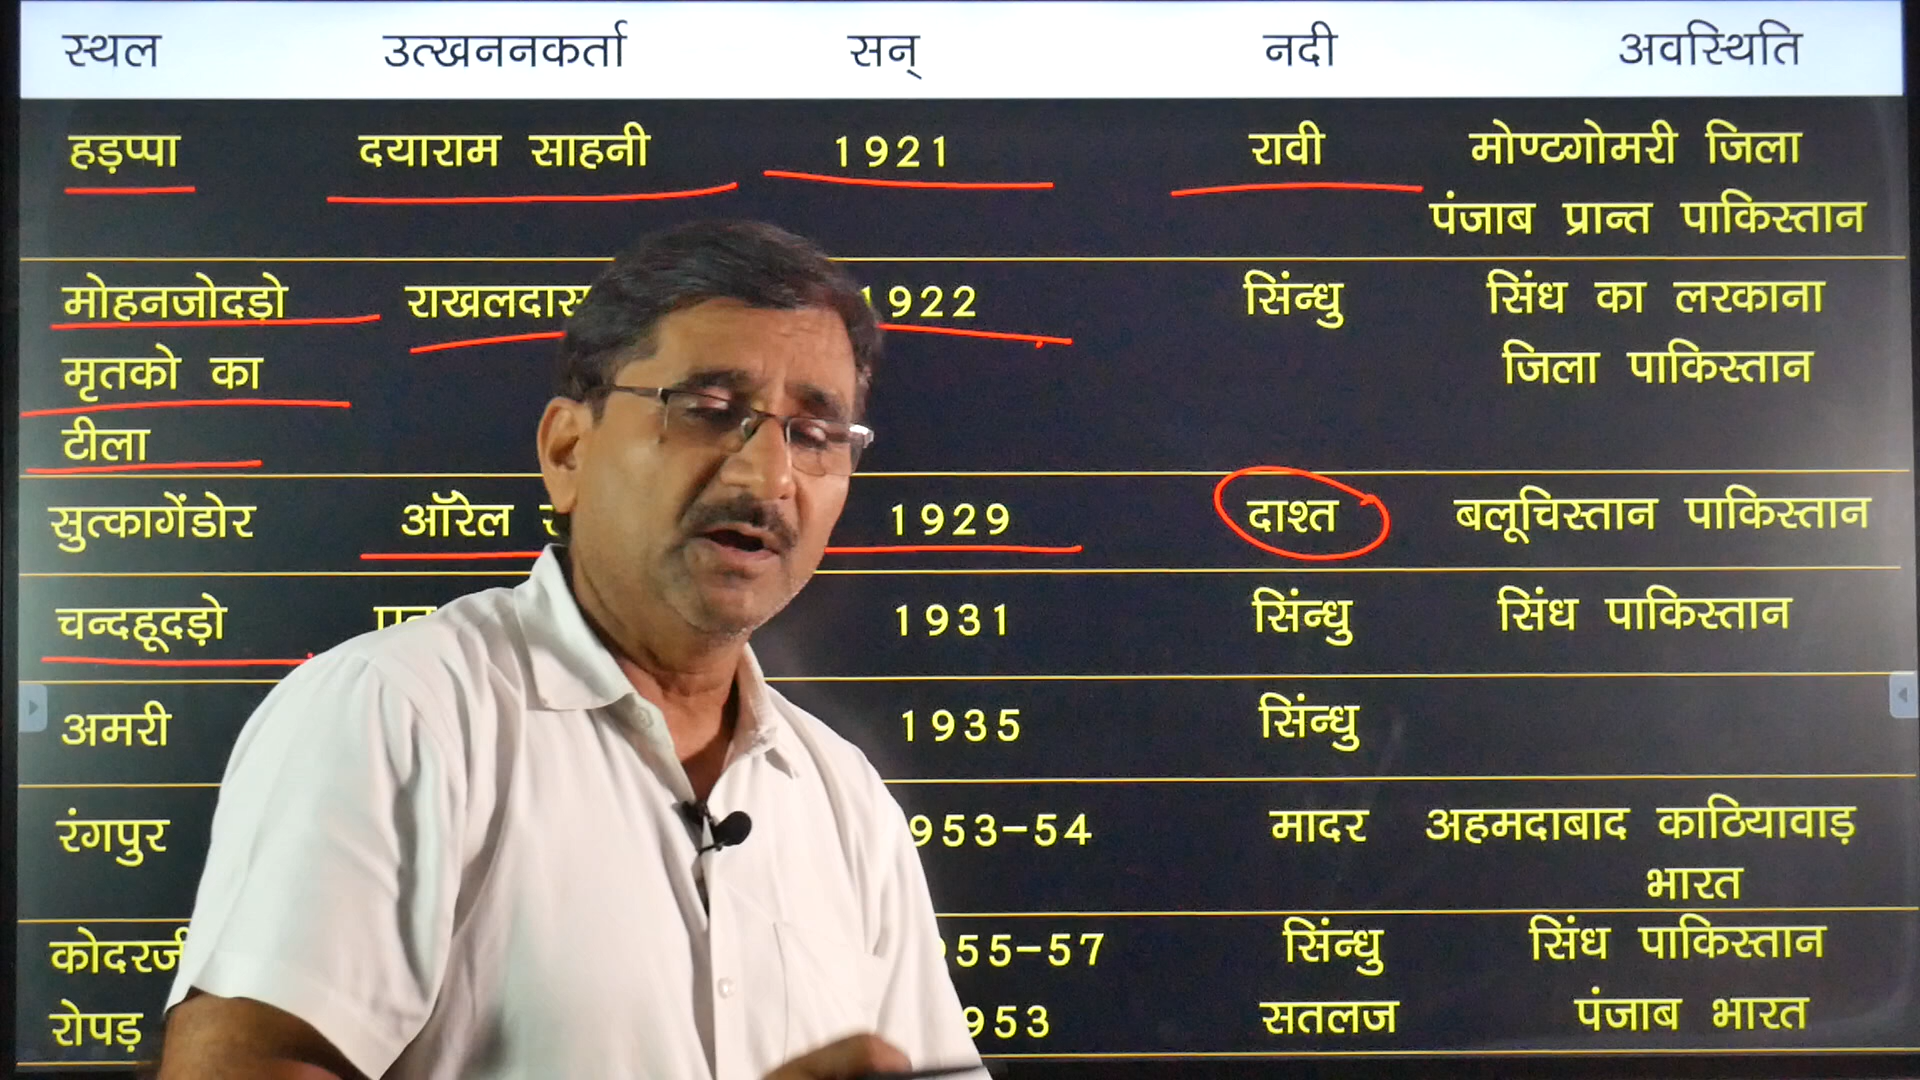 स्थल उत्खननकर्ता सन् नदी अवस्थिति
हड़प्पा दयाराम साहनी 1921 रावी मोण्टगोमरी जिला
पंजाब प्रान्त पाकिस्तान
मोहनजोदड़ो राखलदास 1922 सिंन्धु सिंध का लरकाना
मृतको का जिला पाकिस्तान
टीला
सुत्कागेंडोर ऑरेल 1929 दाश्त बलूचिस्तान पाकिस्तान
चन्दहूदड़ो 1931 सिंन्धु सिंध पाकिस्तान
अमरी 1935 सिंन्धु
रंगपुर 953-54 मादर अहमदाबाद काठियावाड़
भारत
कोदरजी 55-57 सिंन्धु सिंध पाकिस्तान
रोपड़ 953 सतलज पंजाब भारत